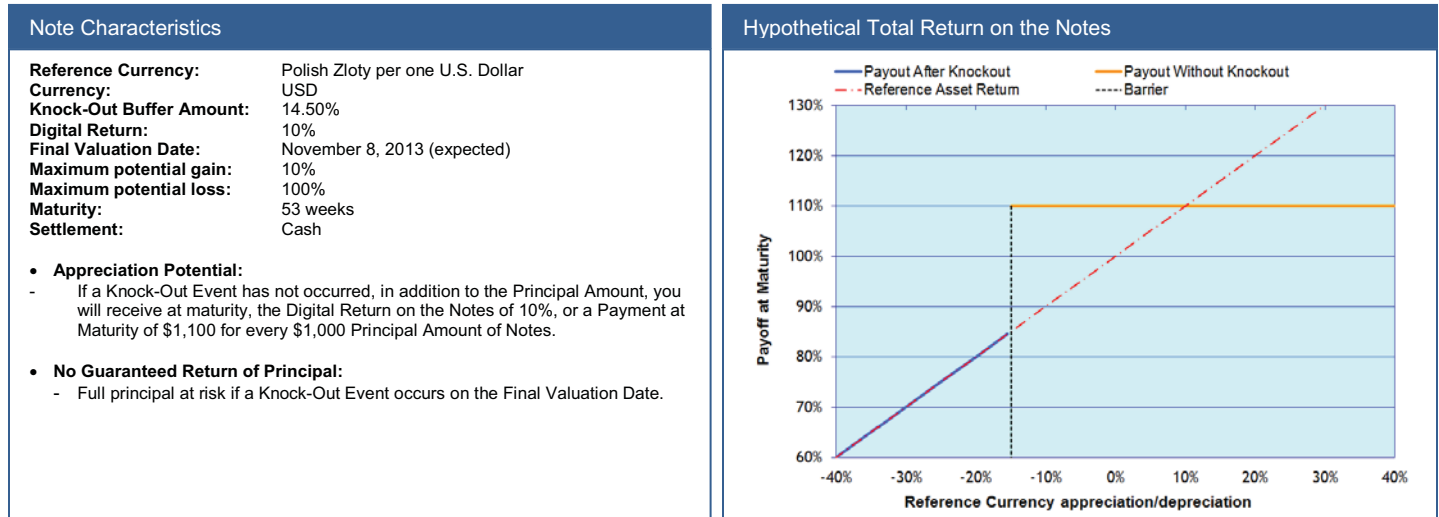 Note Characteristics
Reference Currency: Polish Zloty per one U.S. Dollar
Currency: USD
Knock-Out Buffer Amount: 14.50%
Digital Return: 10%
Final Valuation Date: November 8, 2013 (expected)
Maximum potential gain: 10%
Maximum potential loss: 100%
Maturity: 53 weeks
Settlement: Cash
• Appreciation Potential:
- If a Knock-Out Event has not occurred, in addition to the Principal Amount, you
will receive at maturity, the Digital Return on the Notes of 10%, or a Payment at
Maturity of $1,100 for every $1,000 Principal Amount of Notes.
• No Guaranteed Return of Principal:
- Full principal at risk if a Knock-Out Event occurs on the Final Valuation Date.
Hypothetical Total Return on the Notes
Payout After Knockout Payout Without Knockout
Reference Asset Return Barrier
130%
120%
110%
100%
90%
80%
70%
60%
Payoff at Maturity
-40% -30% -20% -10% 0% 10% 20% 30% 40%
Reference Currency appreciation/depreciation